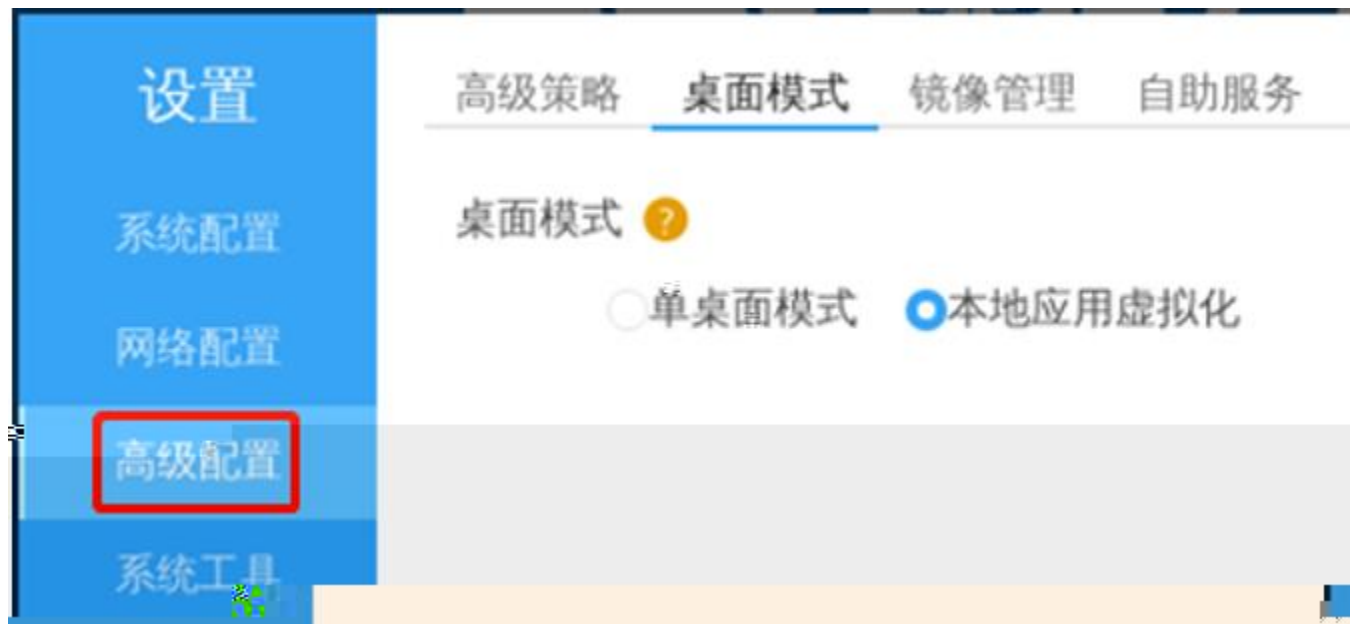 设置
高级策略 桌面模式 镜像管理 自助服务
系统配置
桌面模式 ?
单桌面模式 本地应用虚拟化
网络配置
高级配置
系统工具